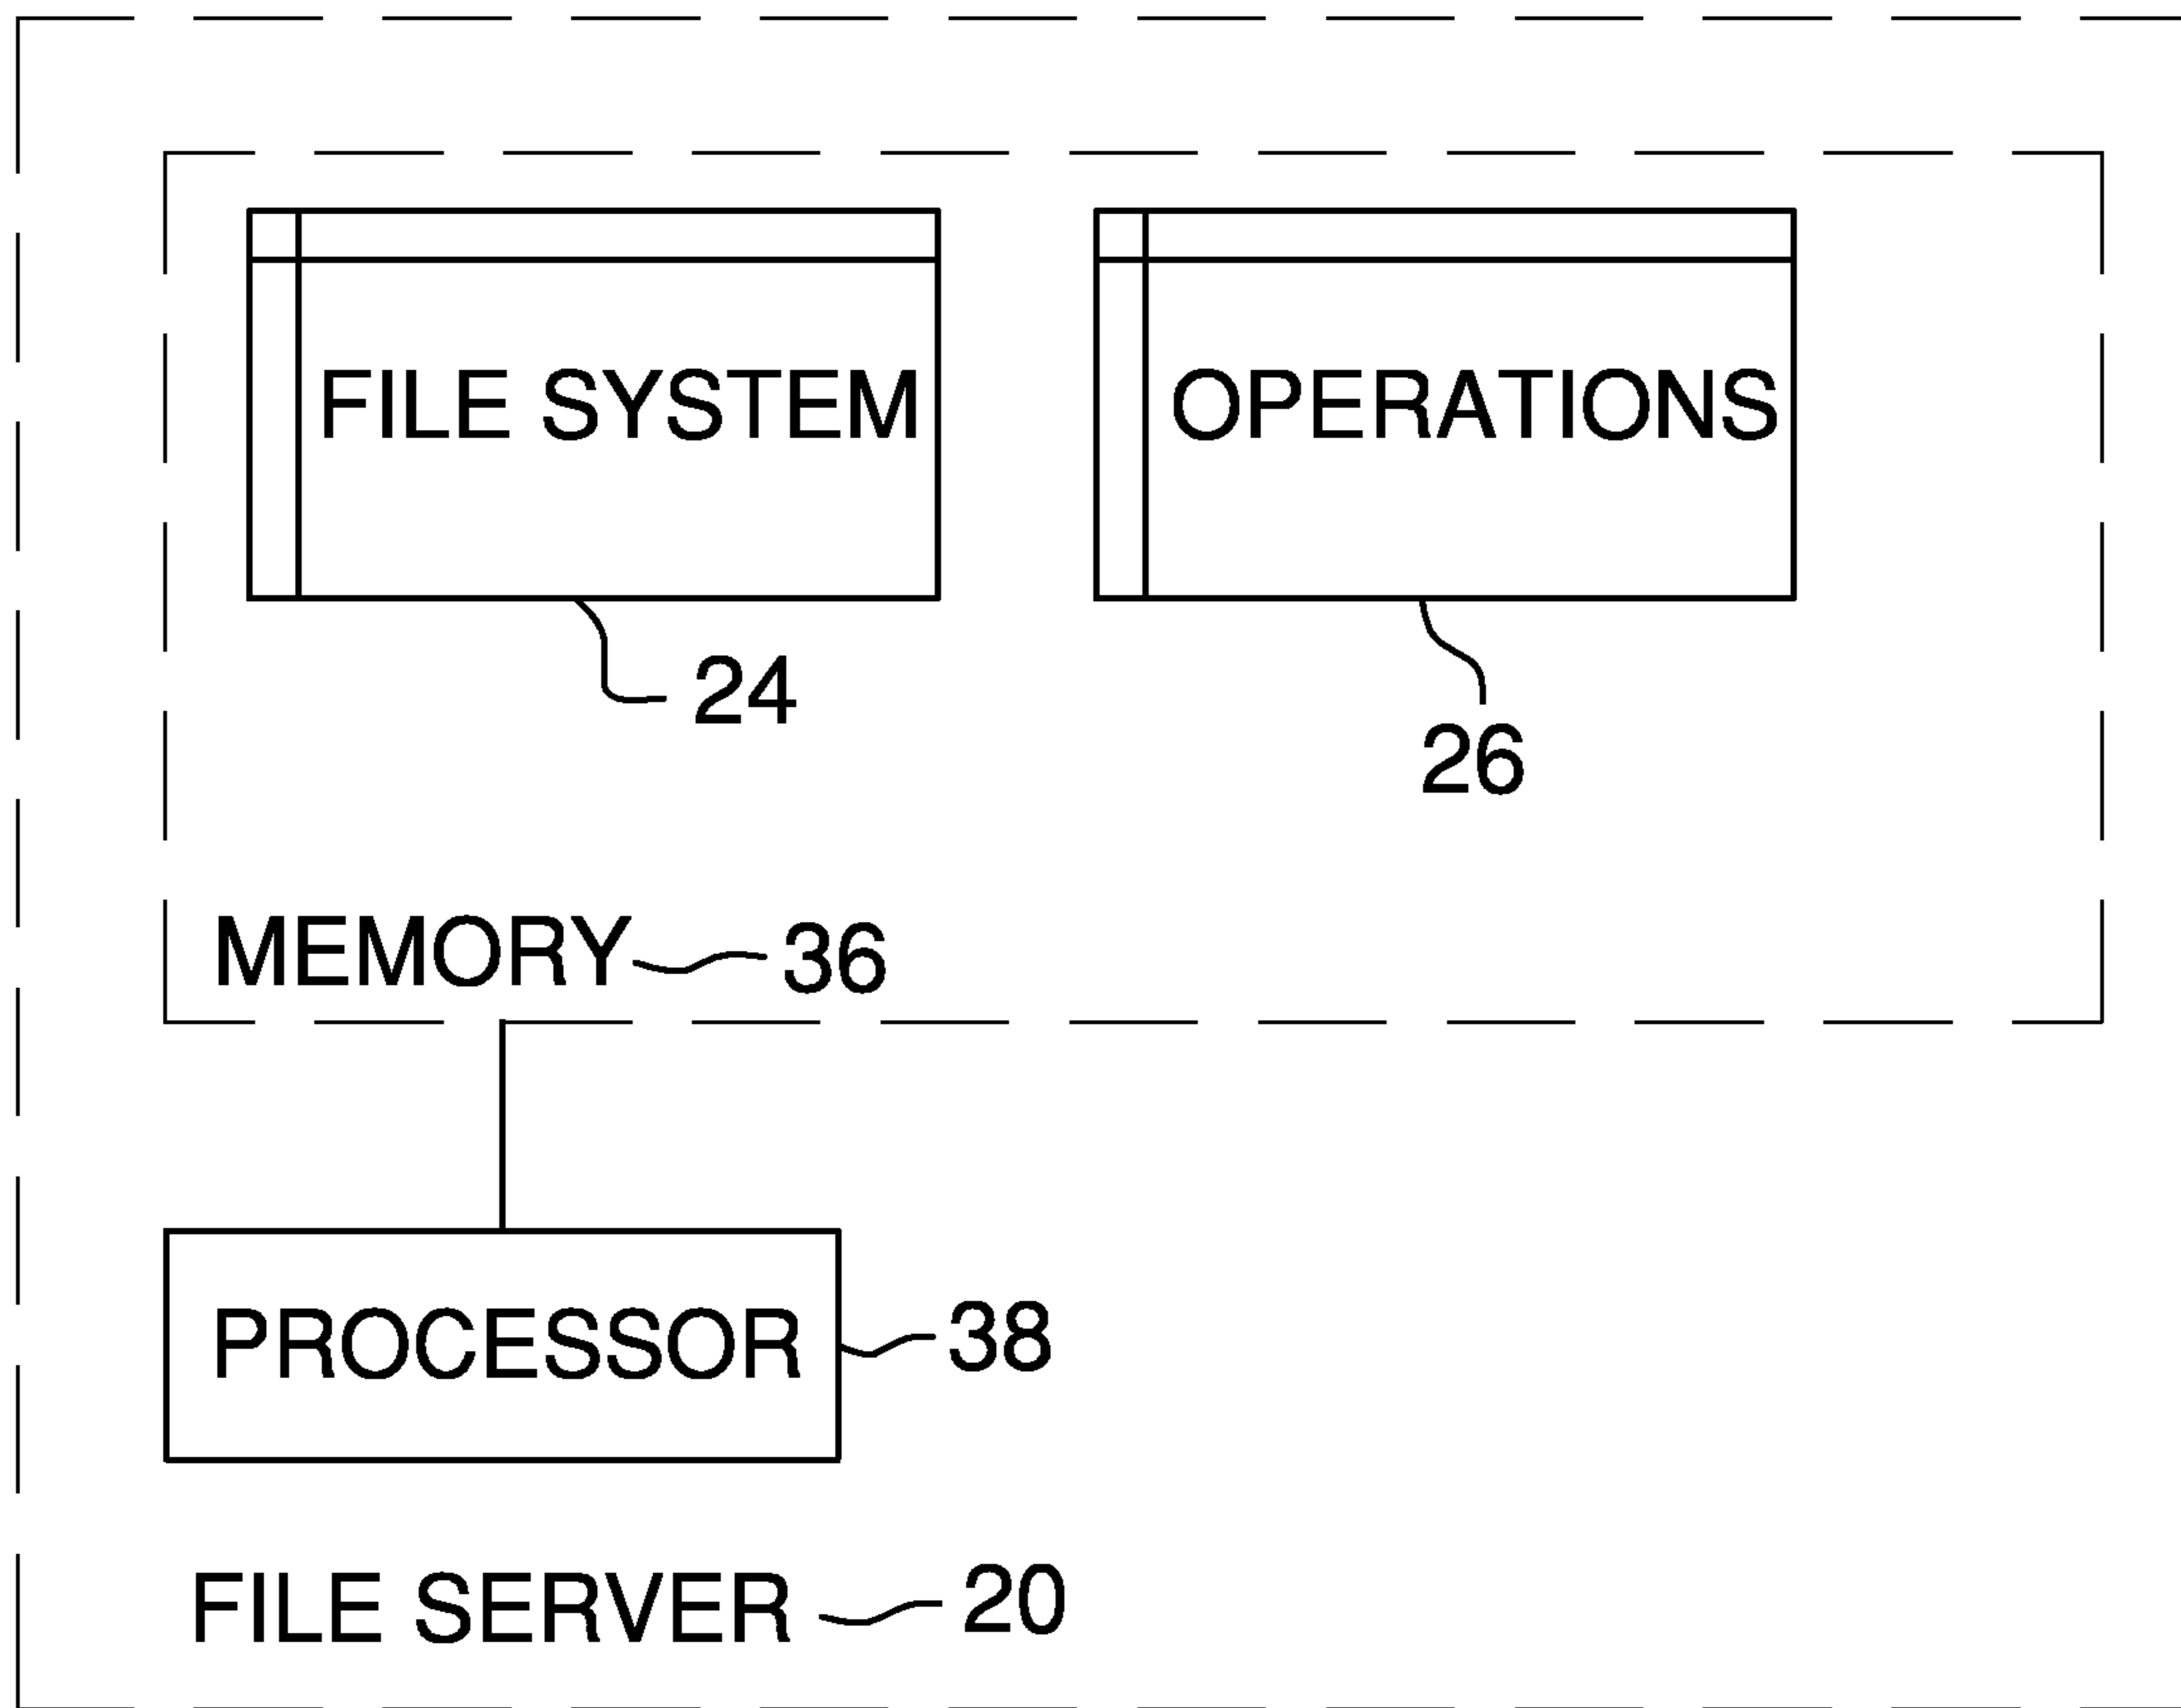 FILE SYSTEM
OPERATIONS
24
26
MEMORY 36
PROCESSOR 38
FILE SERVER 20